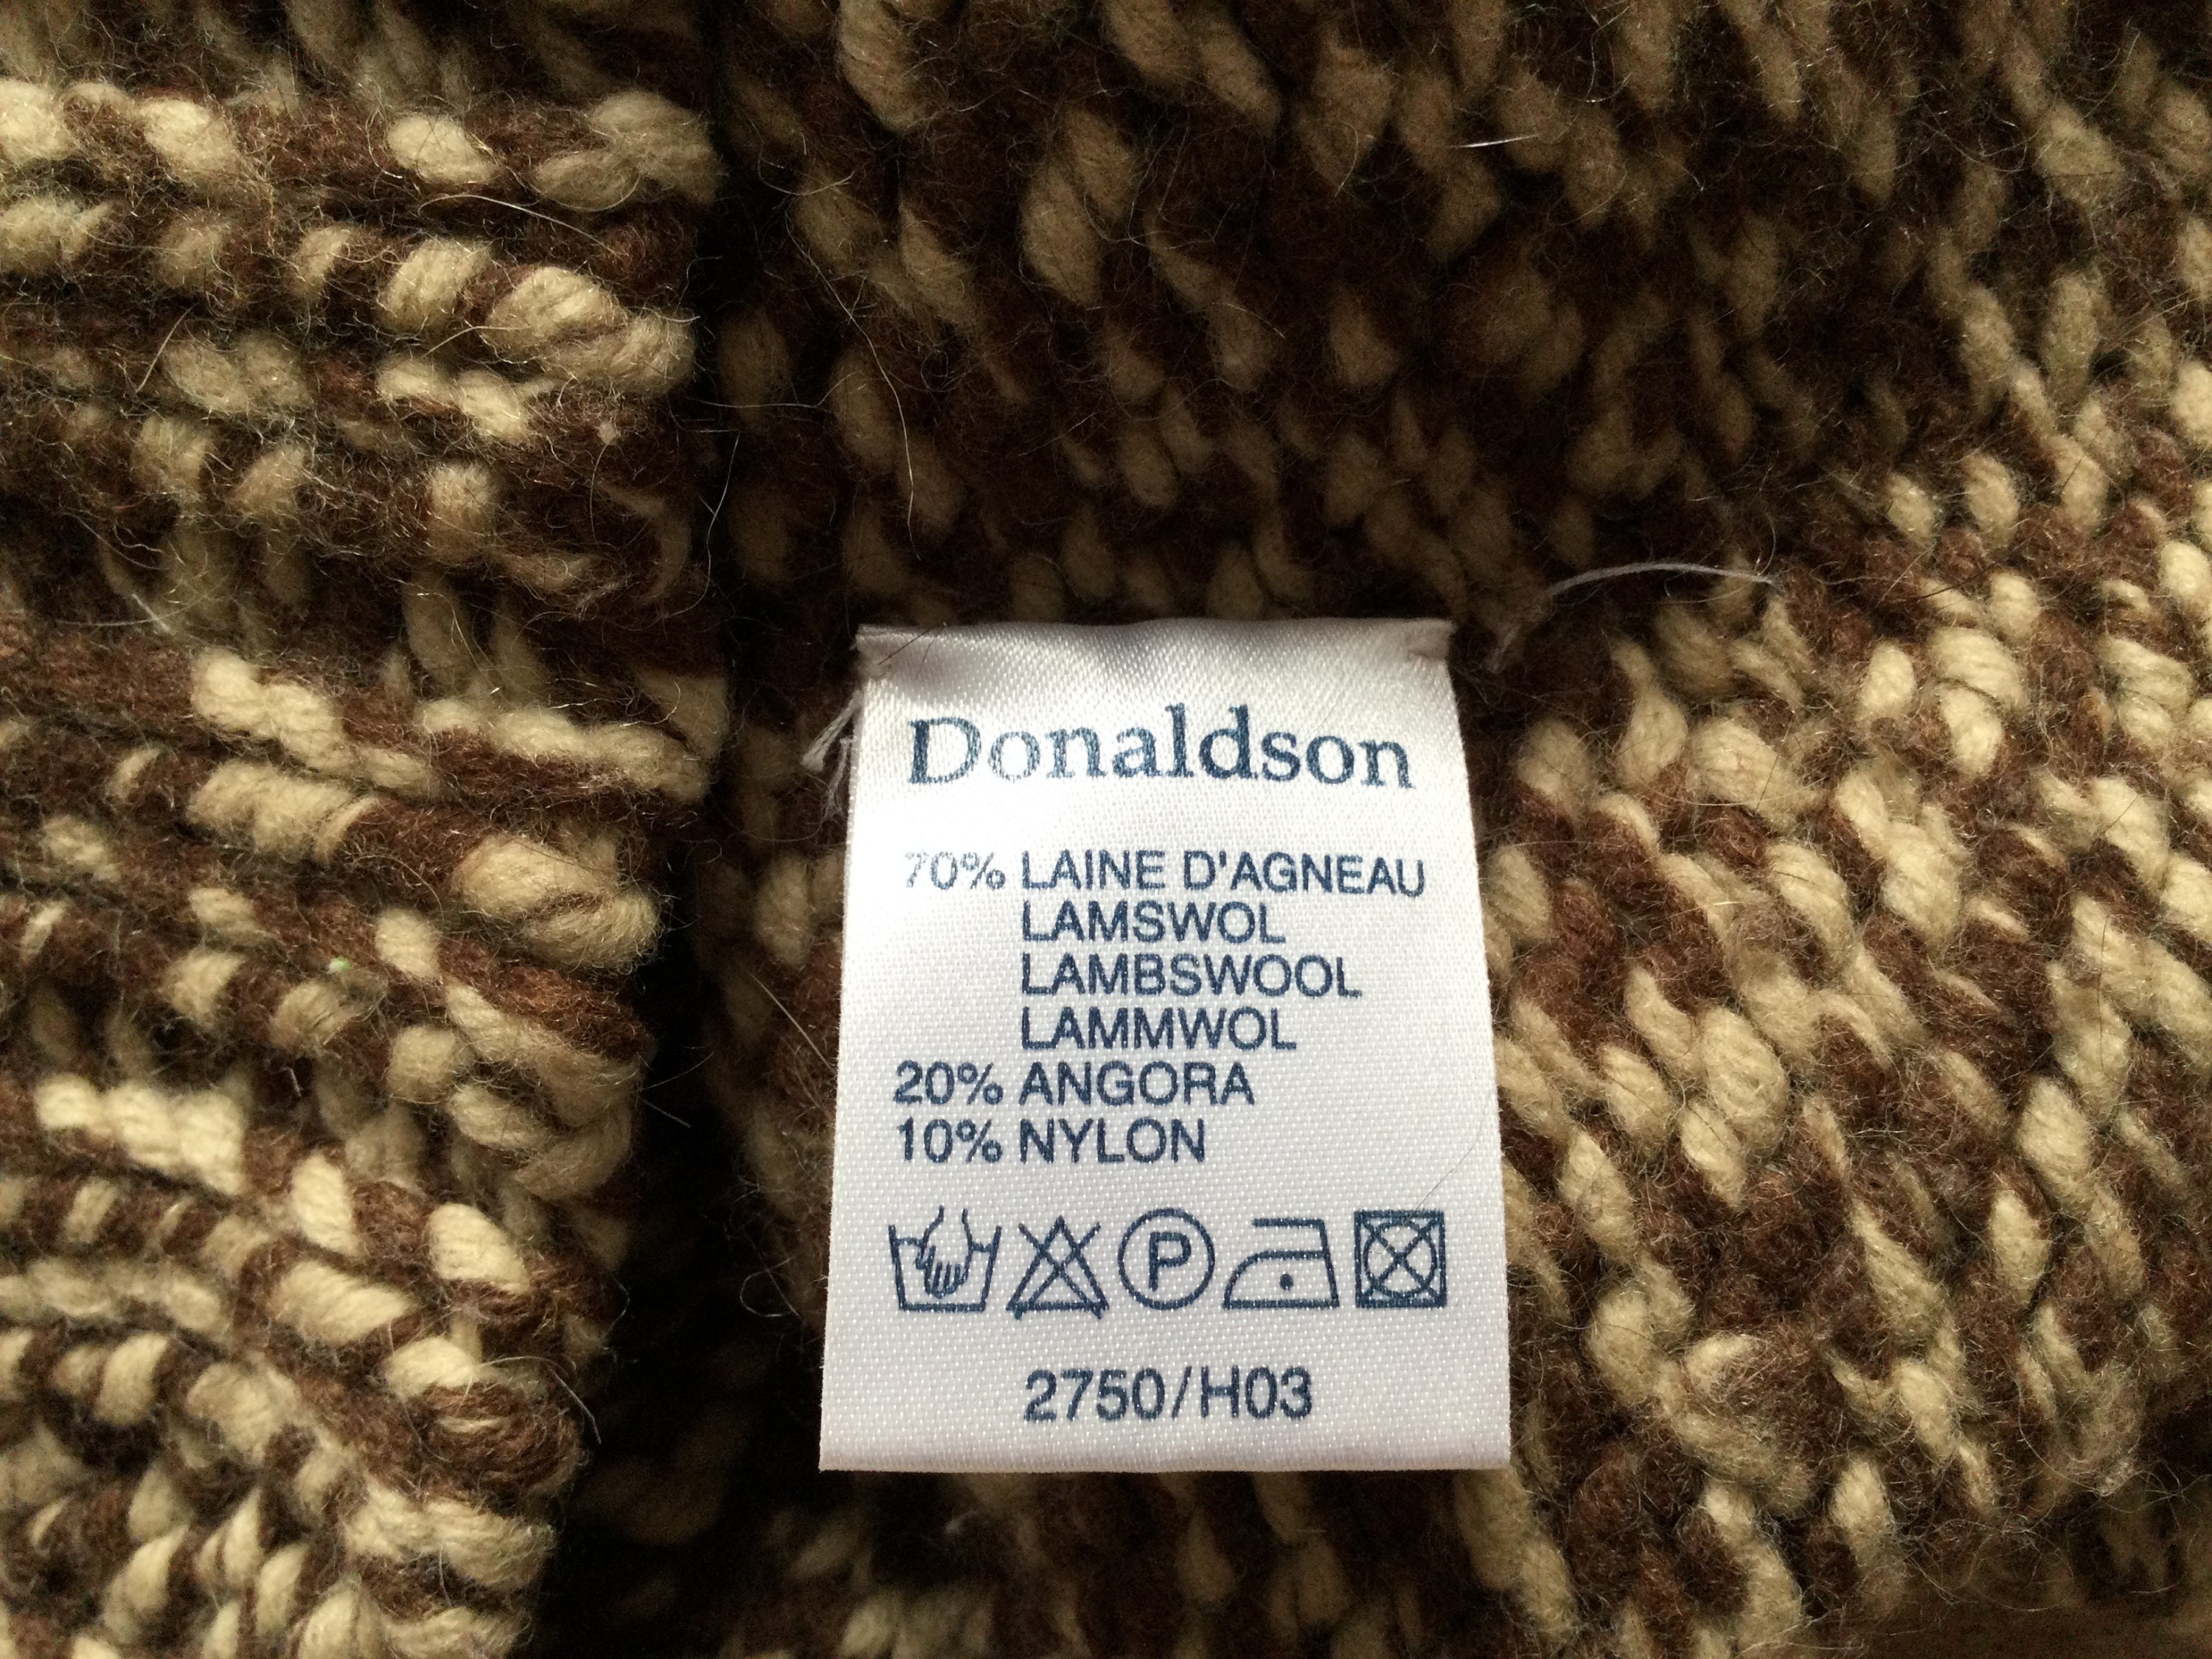 Donaldson
70% LAINE D'AGNEAU
LAMSWOL
LAMBSWOOL
LAMMWOL
20% ANGORA
10% NYLON
P
2750/H03